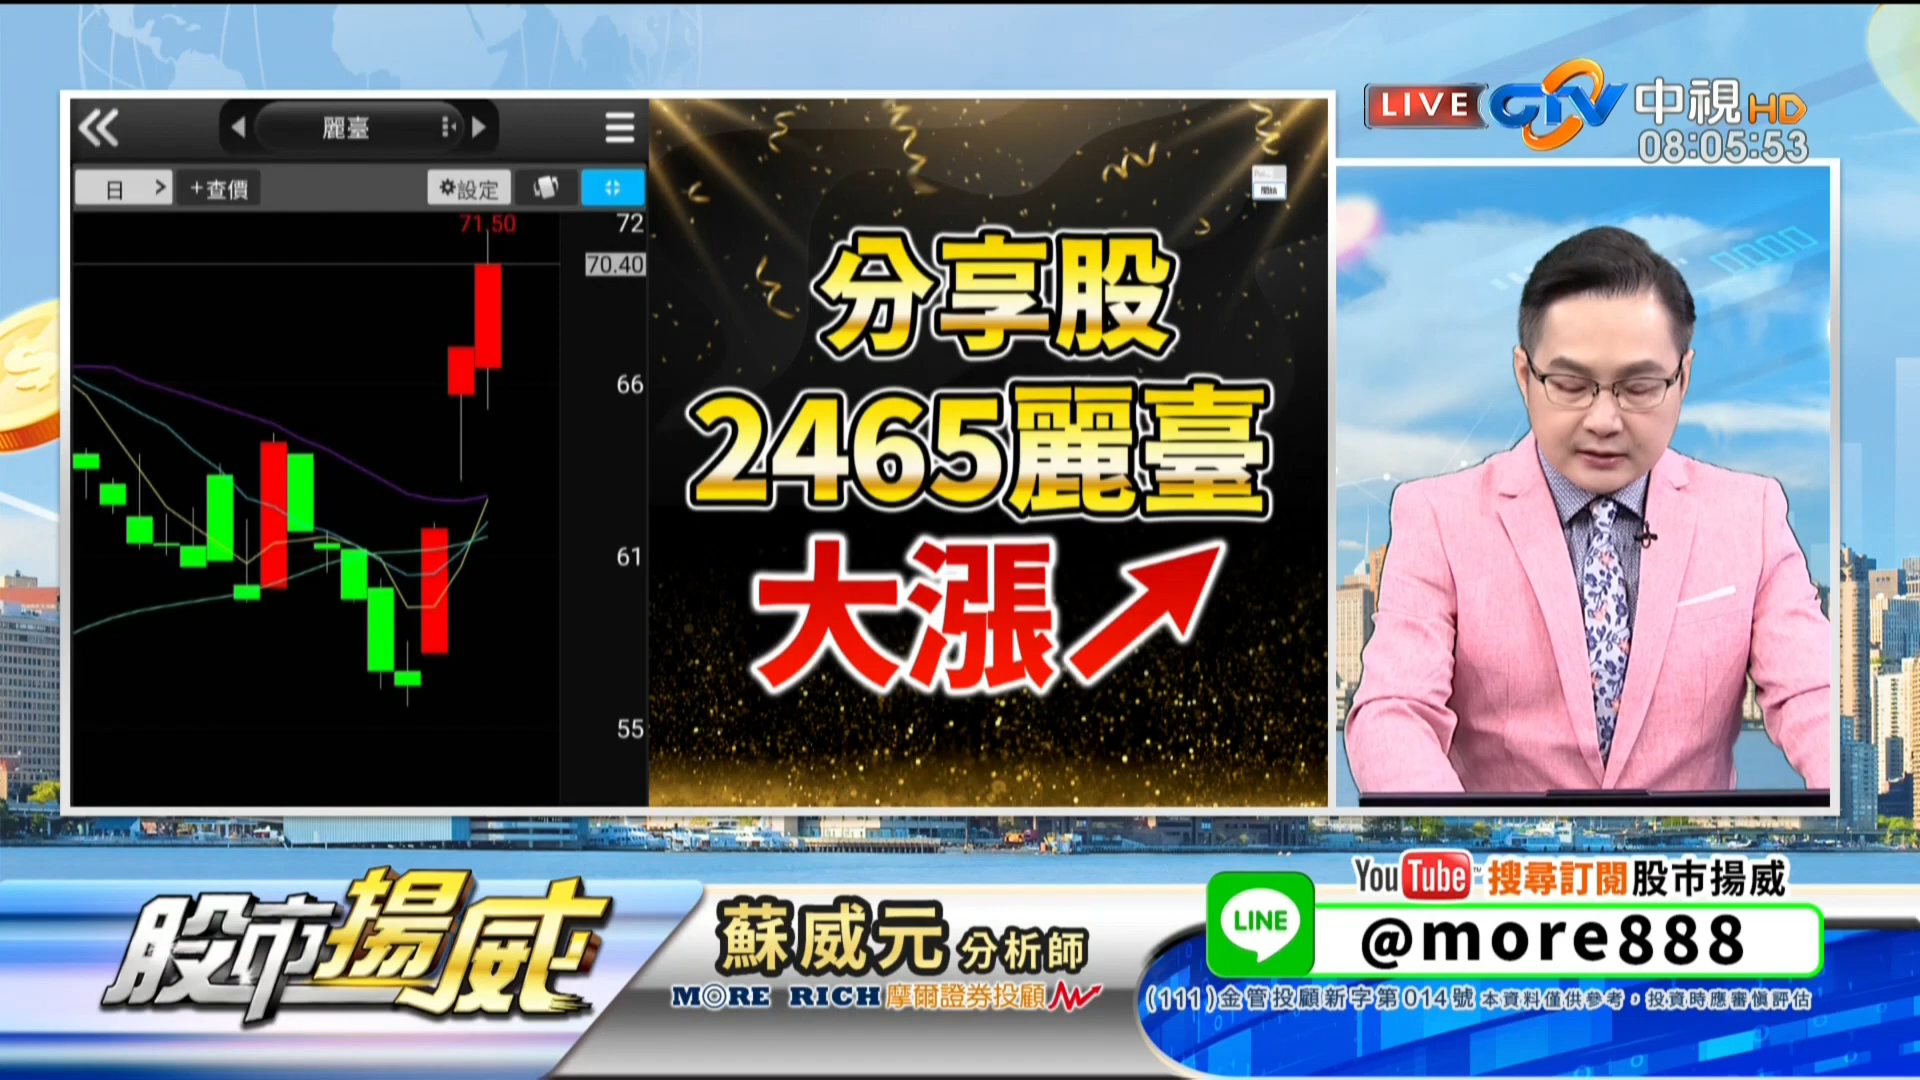 LIVE CTV 中視HD
08:05:53
麗臺
日 +查價 設定
71.50
72
70.40
66
61
55
開始
分享股
2465麗臺
大漲
股市揚威
蘇威元 分析師
MORE RICH 摩爾證券投顧
YouTube 搜尋訂閱 股市揚威
LINE
@more888
(111)金管投顧新字第014號 本資料僅供參考，投資時應審慎評估